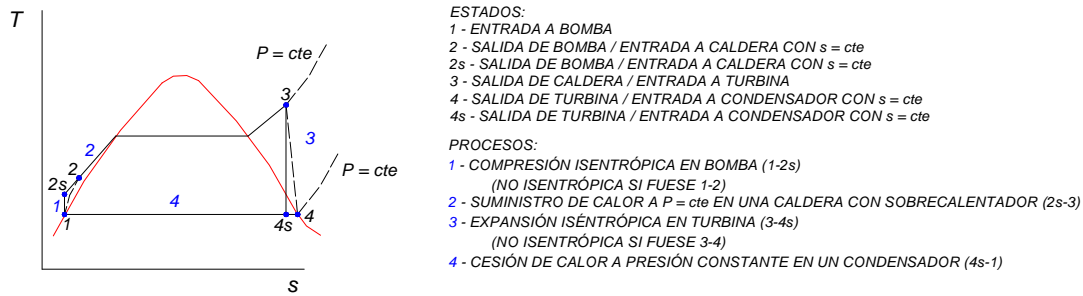 T
P = cte
3
2
2
3
2s
P = cte
1
4
1
4s
4
s
ESTADOS:
1 - ENTRADA A BOMBA
2 - SALIDA DE BOMBA / ENTRADA A CALDERA CON s = cte
2s - SALIDA DE BOMBA / ENTRADA A CALDERA CON s = cte
3 - SALIDA DE CALDERA / ENTRADA A TURBINA
4 - SALIDA DE TURBINA / ENTRADA A CONDENSADOR CON s = cte
4s - SALIDA DE TURBINA / ENTRADA A CONDENSADOR CON s = cte
PROCESOS:
1 - COMPRESIÓN ISENTRÓPICA EN BOMBA (1-2s)
(NO ISENTRÓPICA SI FUESE 1-2)
2 - SUMINISTRO DE CALOR A P = cte EN UNA CALDERA CON SOBRECALENTADOR (2s-3)
3 - EXPANSIÓN ISÉNTRÓPICA EN TURBINA (3-4s)
(NO ISENTRÓPICA SI FUESE 3-4)
4 - CESIÓN DE CALOR A PRESIÓN CONSTANTE EN UN CONDENSADOR (4s-1)